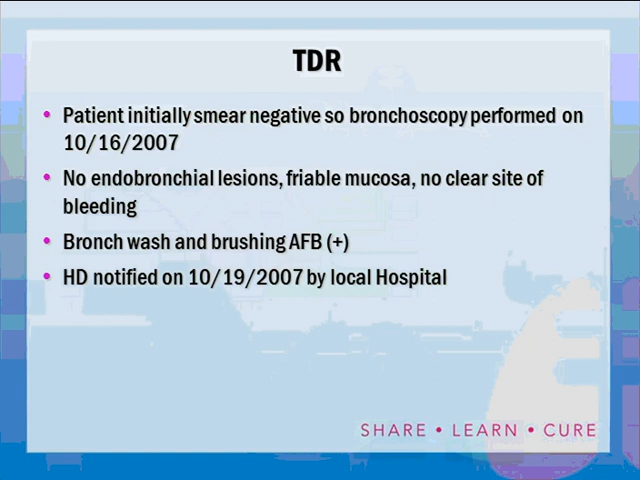 TDR
• Patient initially smear negative so bronchoscopy performed on
10/16/2007
• No endobronchial lesions, friable mucosa, no clear site of
bleeding
• Bronch wash and brushing AFB (+)
• HD notified on 10/19/2007 by local Hospital
SHARE • LEARN • CURE